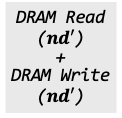 DRAM Read
(nd')
+
DRAM Write
(nd')